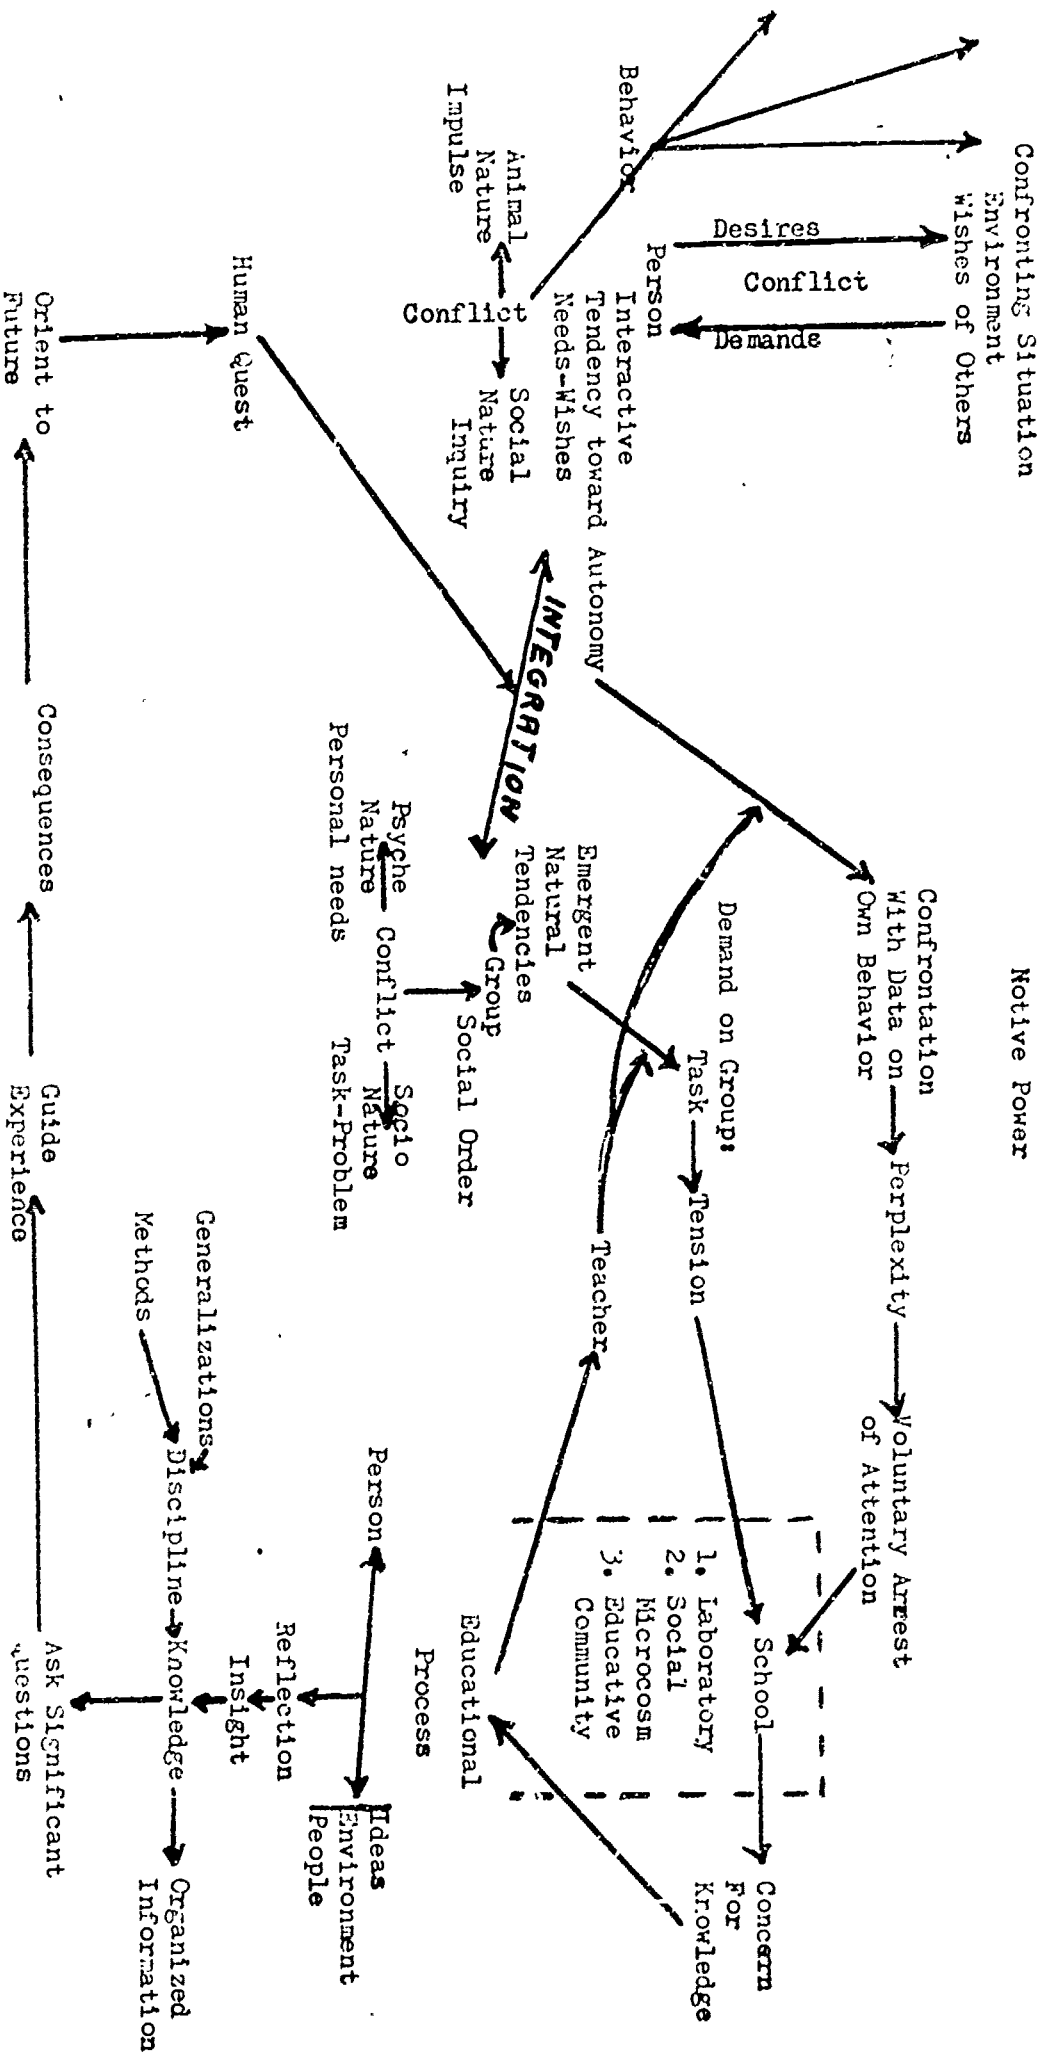 Confronting Situation
Environment
Wishes of Others
Desires
Conflict
Demands
Person
Behavior
Interactive
Tendency toward Autonomy
Needs-Wishes
Conflict
Animal
Nature
Impulse
Social
Nature
Inquiry
INTEGRATION
Human Quest
Orient to
Future
Notive Power
Confrontation
With Data on
Own Behavior
Perplexity
Voluntary Arrest
of Attention
Demand on Group:
Task
Tension
Emergent
Natural
Tendencies
Group
Social Order
Conflict
Psyche
Nature
Personal needs
Socio
Nature
Task-Problem
Teacher
School
1. Laboratory
2. Social
Microcosm
3. Educative
Community
Concern
For
Knowledge
Educational
Process
Person
Ideas
Environment
People
Reflection
Insight
Generalizations
Methods
Discipline
Knowledge
Organized
Information
Ask Significant
Questions
Guide
Experience
Consequences